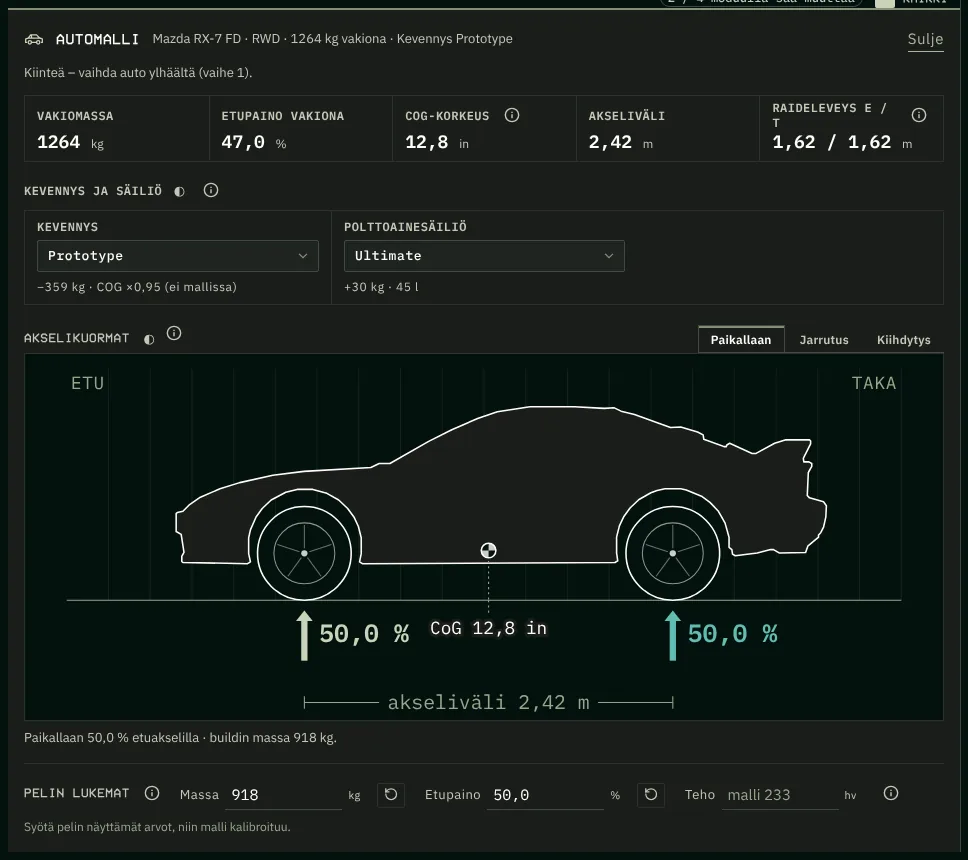 AUTOMALLI Mazda RX-7 FD · RWD · 1264 kg vakiona · Kevennys Prototype Sulje
Kiinteä – vaihda auto ylhäältä (vaihe 1).
VAKIOMASSA
1264 kg
ETUPAINO VAKIONA
47,0 %
COG-KORKEUS
12,8 in
AKSELIVÄLI
2,42 m
RAIDELEVEYS E /
T
1,62 / 1,62 m
KEVENNYS JA SÄILIÖ
KEVENNYS
Prototype
−359 kg · COG ×0,95 (ei mallissa)
POLTTOAINESÄILIÖ
Ultimate
+30 kg · 45 l
AKSELIKUORMAT
Paikallaan Jarrutus Kiihdytys
ETU TAKA
50,0 % CoG 12,8 in 50,0 %
akseliväli 2,42 m
Paikallaan 50,0 % etuakselilla · buildin massa 918 kg.
PELIN LUKEMAT Massa 918 kg Etupaino 50,0 % Teho malli 233 hv
Syötä pelin näyttämät arvot, niin malli kalibroituu.